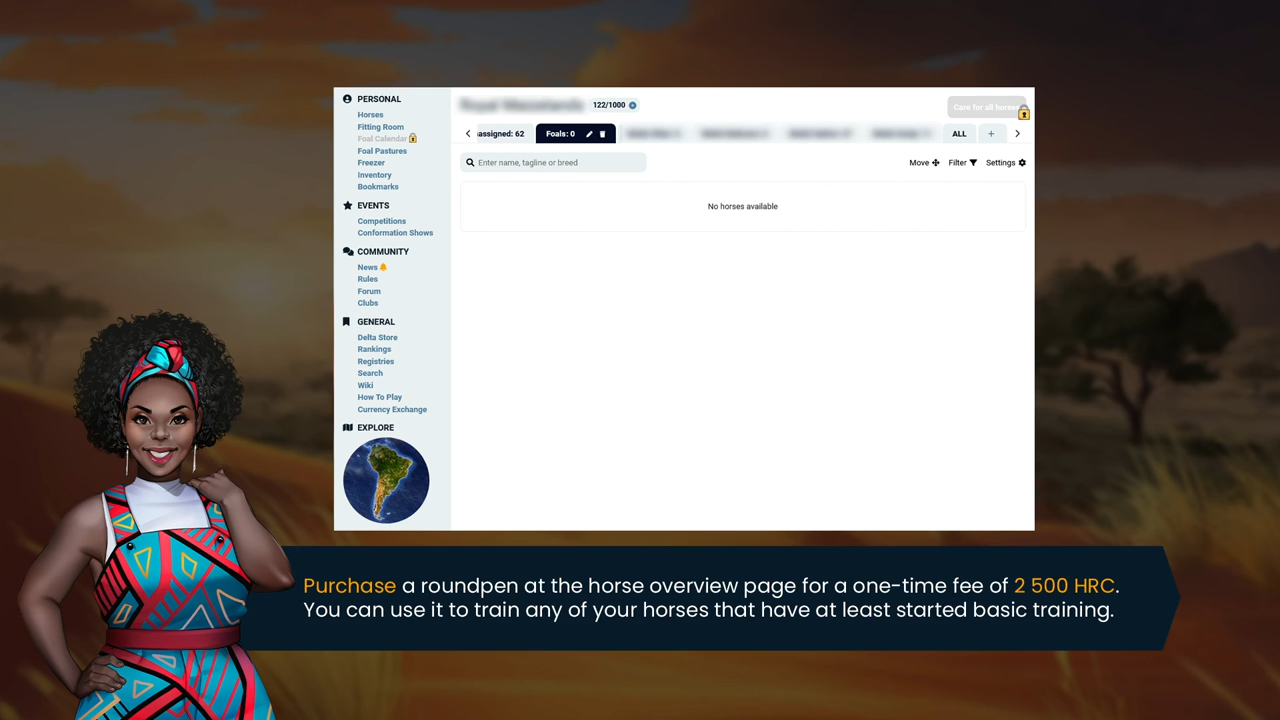 PERSONAL
Horses
Fitting Room
Foal Calendar
Foal Pastures
Freezer
Inventory
Bookmarks
EVENTS
Competitions
Conformation Shows
COMMUNITY
News
Rules
Forum
Clubs
GENERAL
Delta Store
Rankings
Registries
Search
Wiki
How To Play
Currency Exchange
EXPLORE
122/1000
Care for all horses
assigned: 62
Foals: 0
ALL
+
Enter name, tagline or breed
Move
Filter
Settings
No horses available
Purchase a roundpen at the horse overview page for a one-time fee of 2 500 HRC.
You can use it to train any of your horses that have at least started basic training.